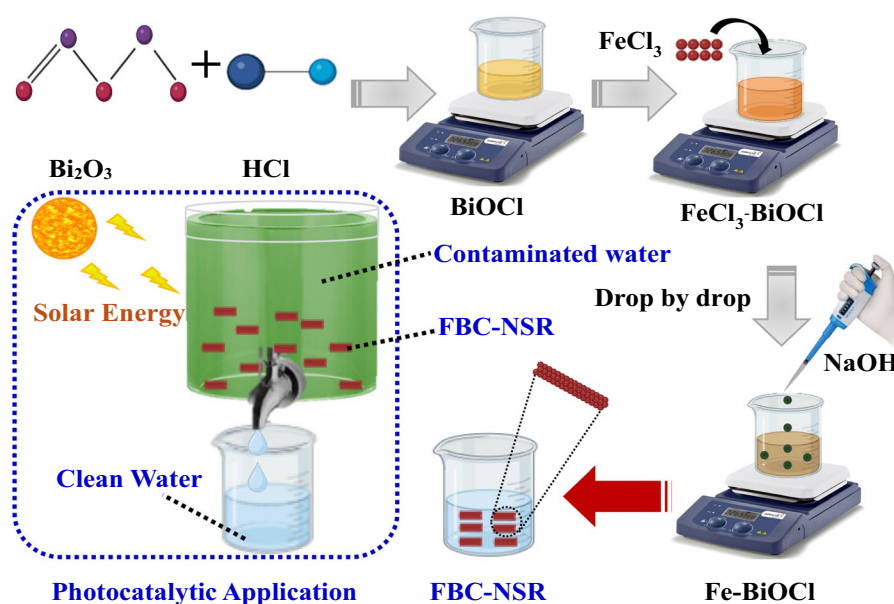 FeCl₃
+
Bi₂O₃
HCl
BiOCl
FeCl₃-BiOCl
Solar Energy
Contaminated water
FBC-NSR
Drop by drop
NaOH
Clean Water
Photocatalytic Application
FBC-NSR
Fe-BiOCl